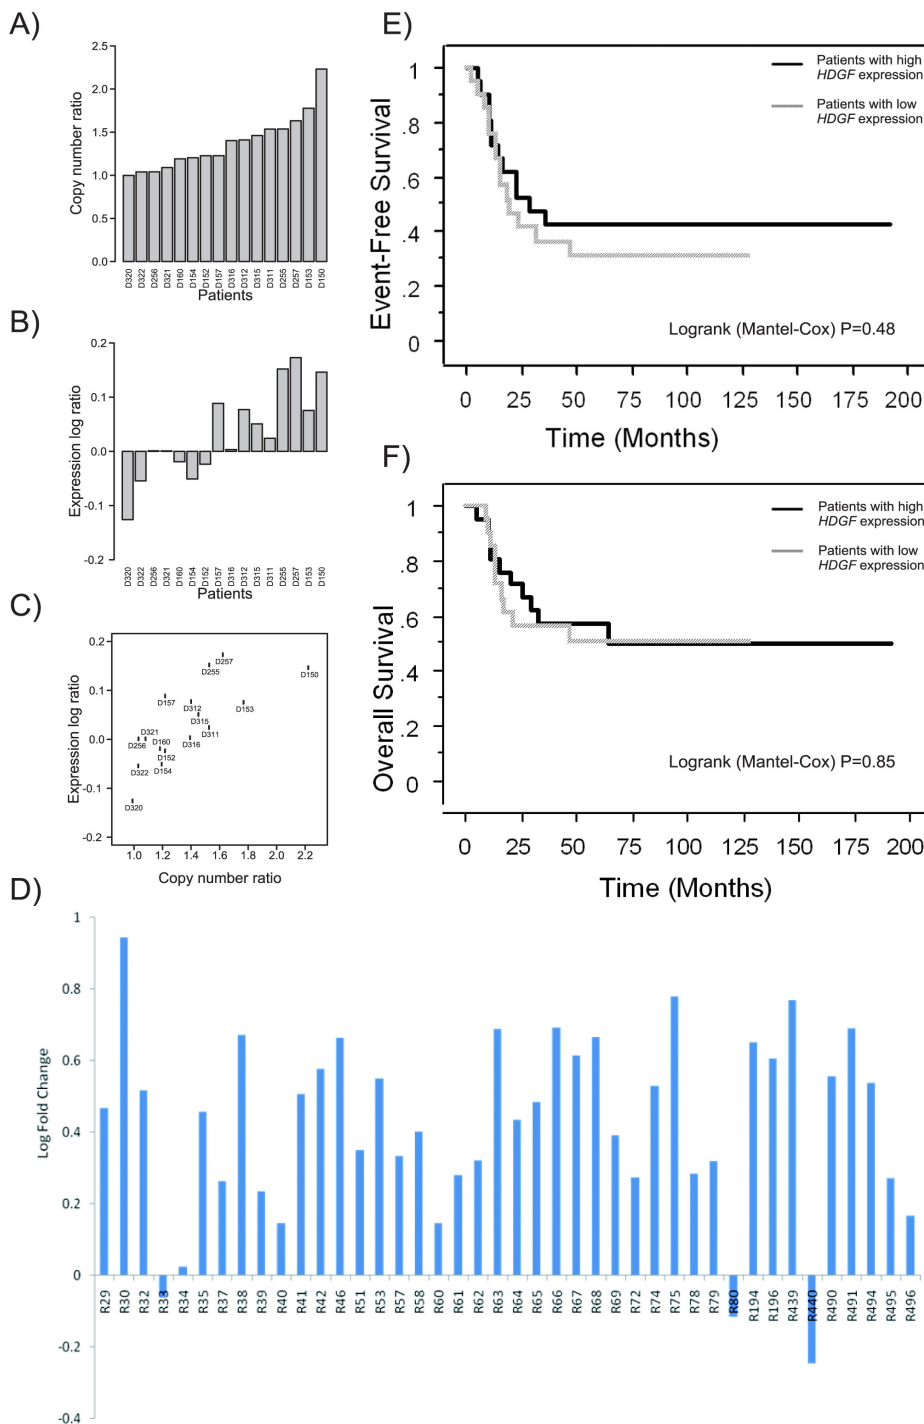 A)
2.5
2.0
1.5
1.0
0.5
0.0
Copy number ratio
D320
D322
D256
D321
D160
D154
D152
D157
D316
D312
D315
D311
D255
D257
D153
D150
Patients
B)
0.2
0.1
0.0
-0.1
-0.2
Expression log ratio
D320
D322
D256
D321
D160
D154
D152
D157
D316
D312
D315
D311
D255
D257
D153
D150
Patients
C)
0.2
0.1
0.0
-0.1
-0.2
Expression log ratio
D257
D255
D150
D157
D312
D153
D315
D321
D311
D256
D160
D316
D152
D322
D154
D320
1.0
1.2
1.4
1.6
1.8
2.0
2.2
Copy number ratio
D)
1
0.8
0.6
0.4
0.2
0
-0.2
-0.4
Log Fold Change
R29
R30
R32
R33
R34
R35
R37
R38
R39
R40
R41
R42
R46
R51
R53
R57
R58
R60
R61
R62
R63
R64
R65
R66
R67
R68
R69
R72
R74
R75
R78
R79
R80
R194
R196
R439
R440
R490
R491
R494
R495
R496
E)
1
.8
.6
.4
.2
0
Event-Free Survival
Patients with high
HDGF expression
Patients with low
HDGF expression
Logrank (Mantel-Cox) P=0.48
0
25
50
75
100
125
150
175
200
Time (Months)
F)
1
.8
.6
.4
.2
0
Overall Survival
Patients with high
HDGF expression
Patients with low
HDGF expression
Logrank (Mantel-Cox) P=0.85
0
25
50
75
100
125
150
175
200
Time (Months)